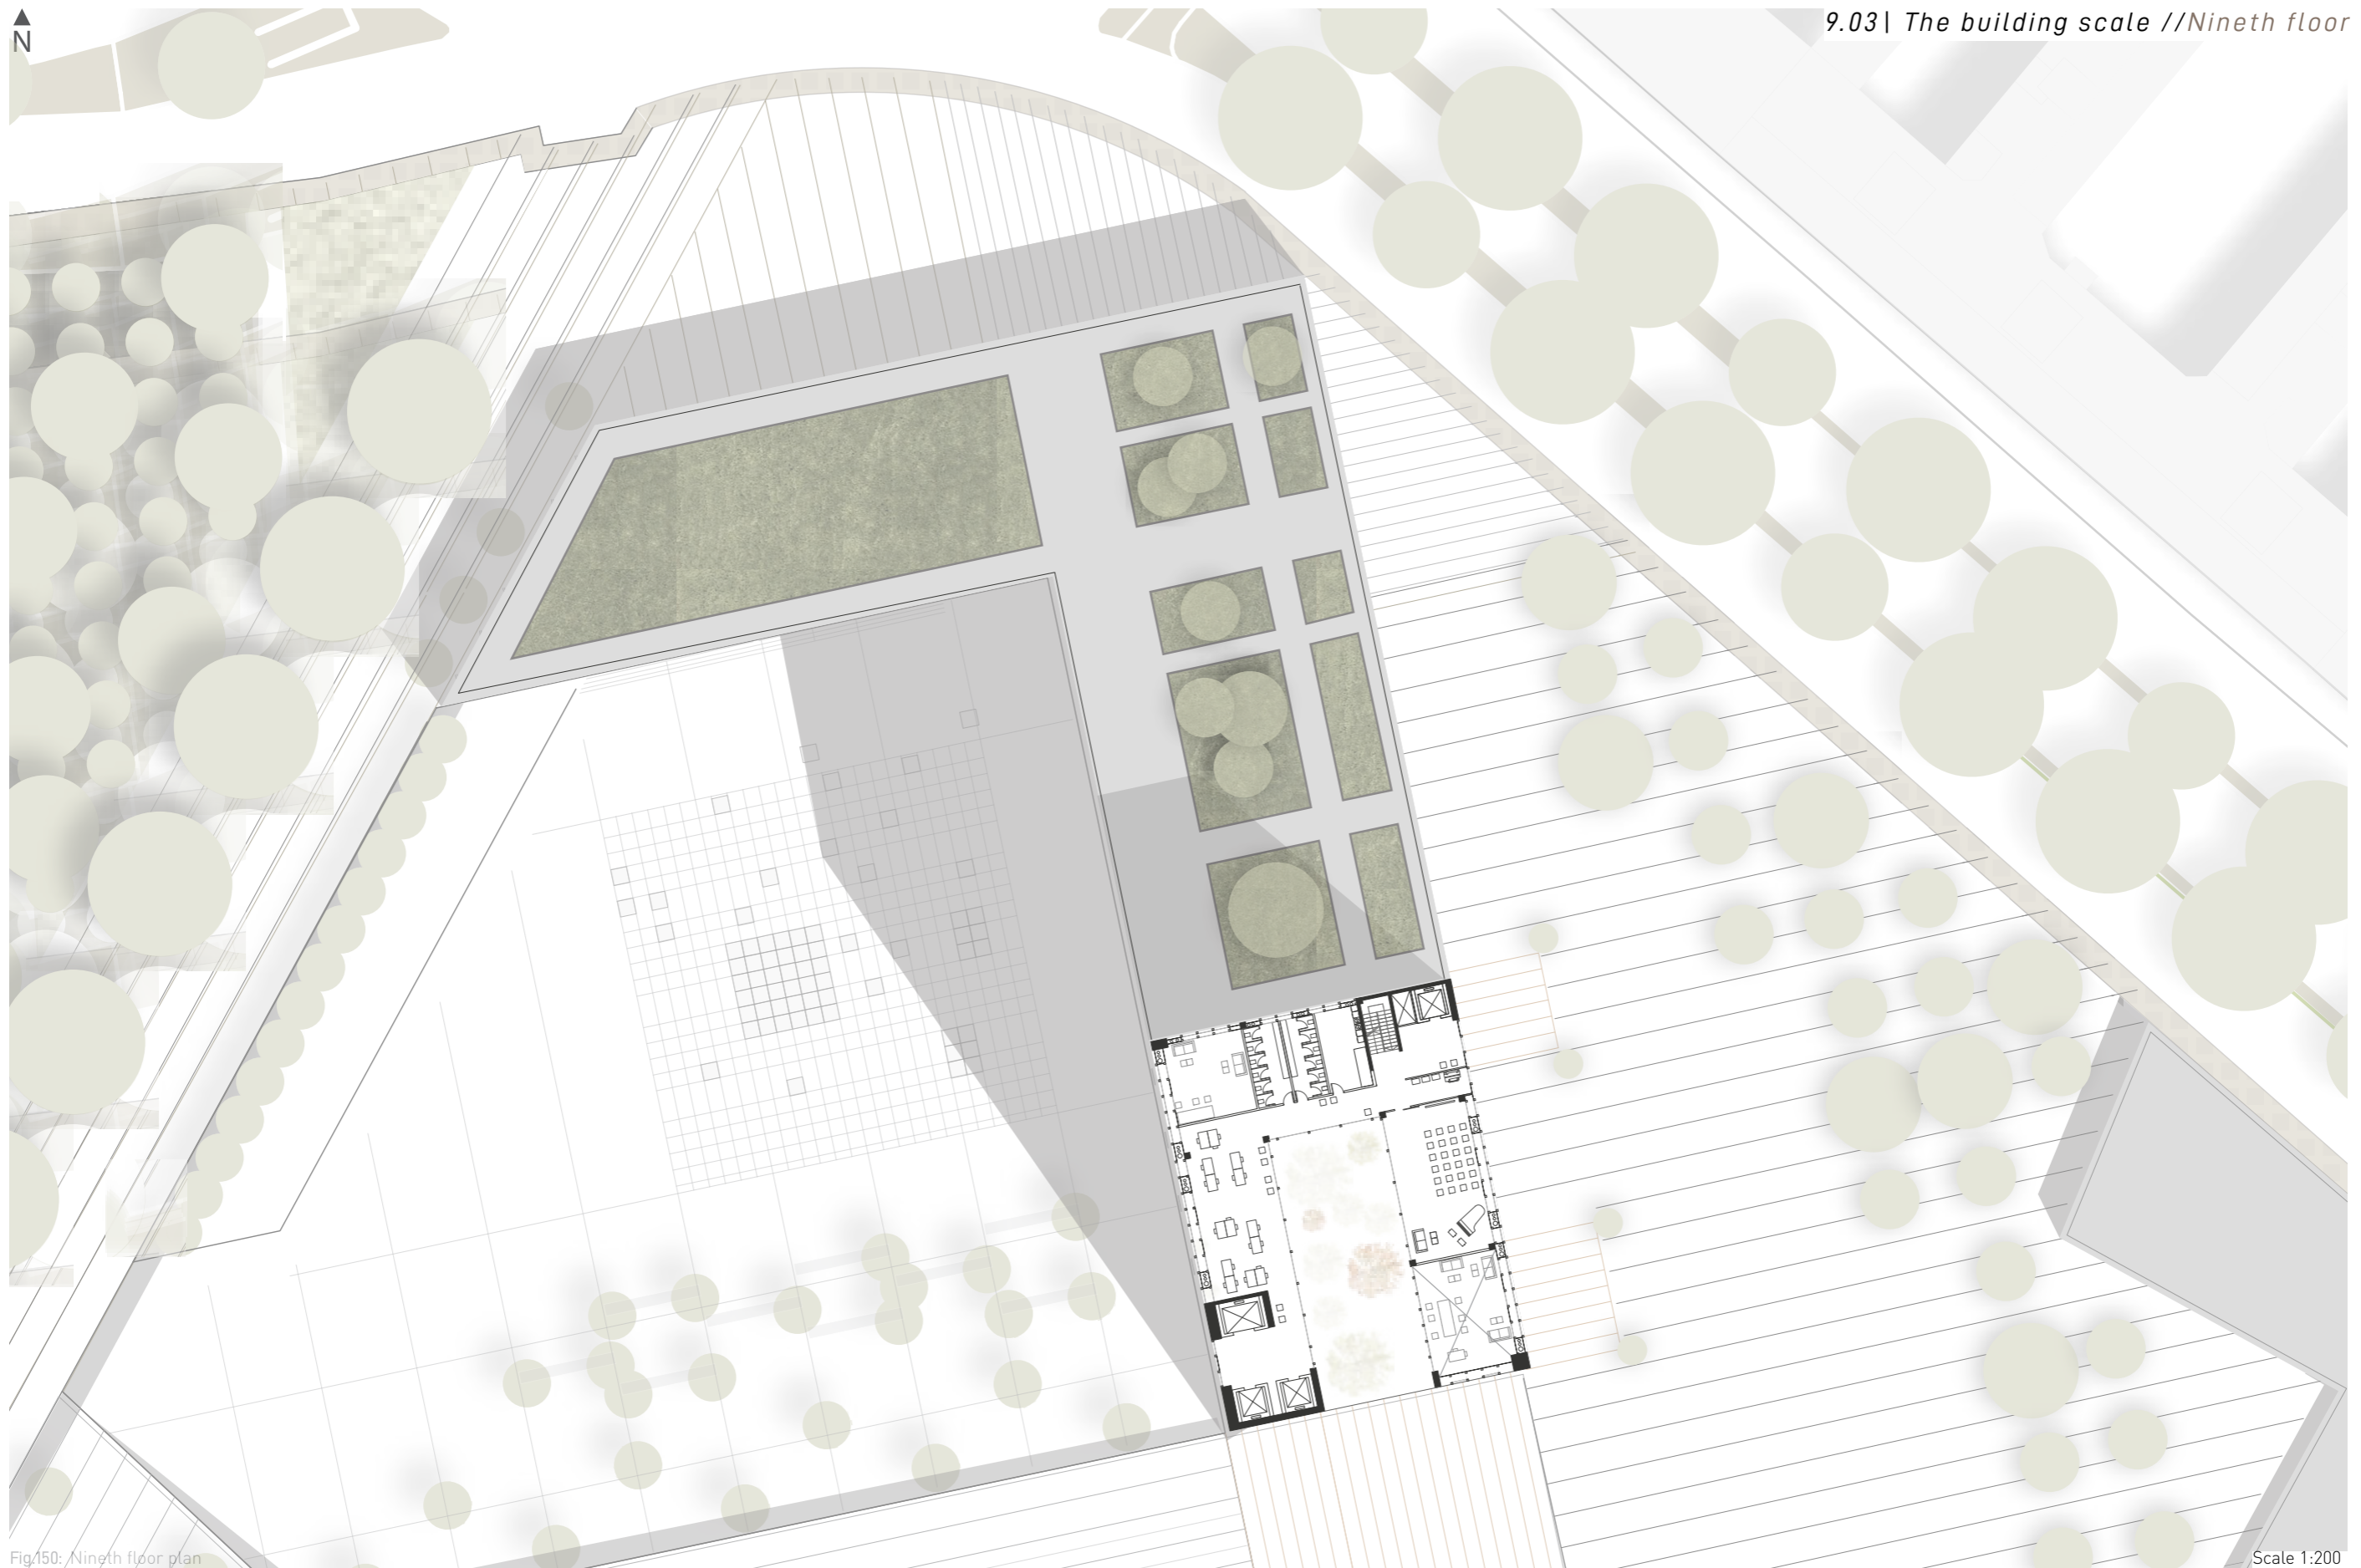 N
9.03| The building scale //Nineth floor
Fig.150: Nineth floor plan
Scale 1:200